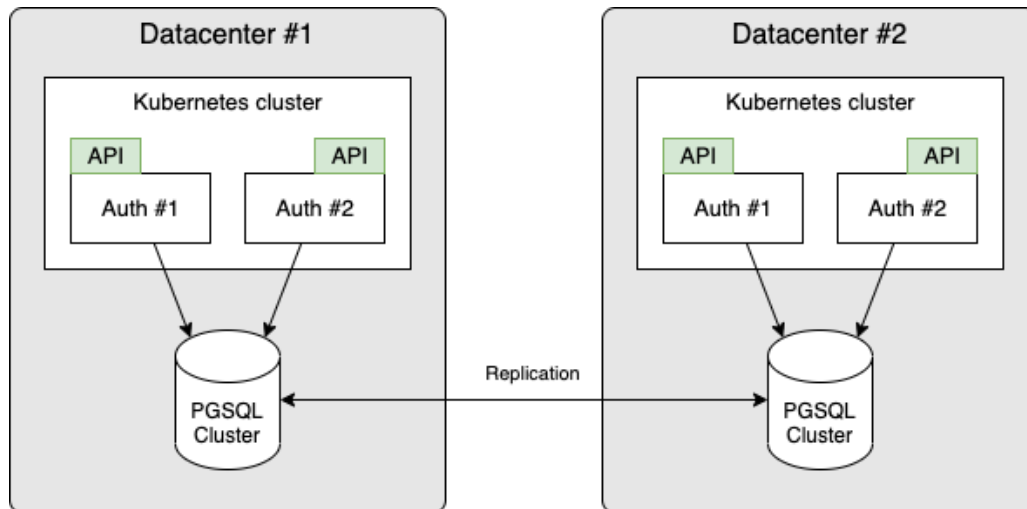 Datacenter #1
Kubernetes cluster
API
API
Auth #1
Auth #2
PGSQL
Cluster
Replication
Datacenter #2
Kubernetes cluster
API
API
Auth #1
Auth #2
PGSQL
Cluster